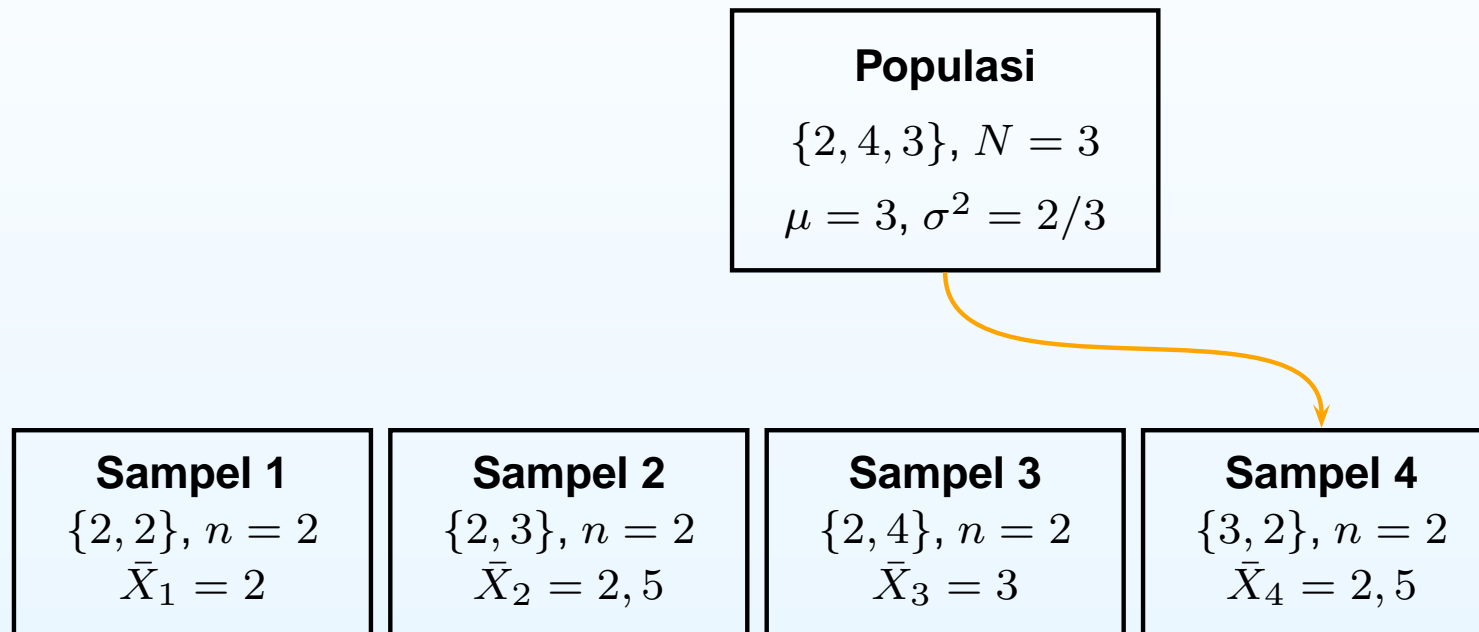 Populasi
{2, 4, 3}, N = 3
μ = 3, σ² = 2/3
Sampel 1
{2, 2}, n = 2
X̄₁ = 2
Sampel 2
{2, 3}, n = 2
X̄₂ = 2, 5
Sampel 3
{2, 4}, n = 2
X̄₃ = 3
Sampel 4
{3, 2}, n = 2
X̄₄ = 2, 5